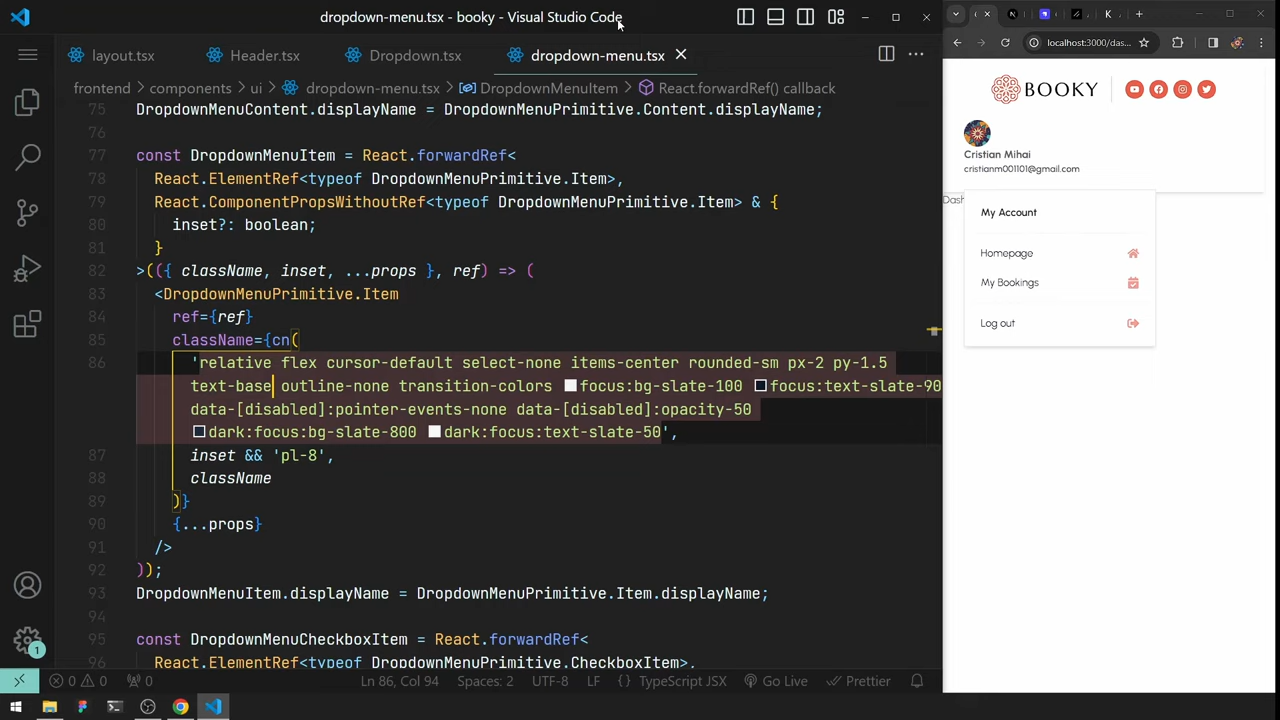 dropdown-menu.tsx - booky - Visual Studio Code
layout.tsx
Header.tsx
Dropdown.tsx
dropdown-menu.tsx
frontend components ui dropdown-menu.tsx DropdownMenuItem React.forwardRef() callback
75 DropdownMenuContent.displayName = DropdownMenuPrimitive.Content.displayName;
76
77 const DropdownMenuItem = React.forwardRef<
78 React.ElementRef<typeof DropdownMenuPrimitive.Item>,
79 React.ComponentPropsWithoutRef<typeof DropdownMenuPrimitive.Item> & {
80 inset?: boolean;
81 }
82 >(({ className, inset, ...props }, ref) => (
83 <DropdownMenuPrimitive.Item
84 ref={ref}
85 className={cn(
86 'relative flex cursor-default select-none items-center rounded-sm px-2 py-1.5
text-base outline-none transition-colors focus:bg-slate-100 focus:text-slate-90
data-[disabled]:pointer-events-none data-[disabled]:opacity-50
dark:focus:bg-slate-800 dark:focus:text-slate-50',
87 inset && 'pl-8',
88 className
89 )}
90 {...props}
91 />
92 ));
93 DropdownMenuItem.displayName = DropdownMenuPrimitive.Item.displayName;
94
95 const DropdownMenuCheckboxItem = React.forwardRef<
96 React.ElementRef<typeof DropdownMenuPrimitive.CheckboxItem>,
1
0 0 0 Ln 86, Col 94 Spaces: 2 UTF-8 LF {} TypeScript JSX Go Live Prettier
localhost:3000/das...
BOOKY
Cristian Mihai
cristianm001101@gmail.com
Dash
My Account
Homepage
My Bookings
Log out